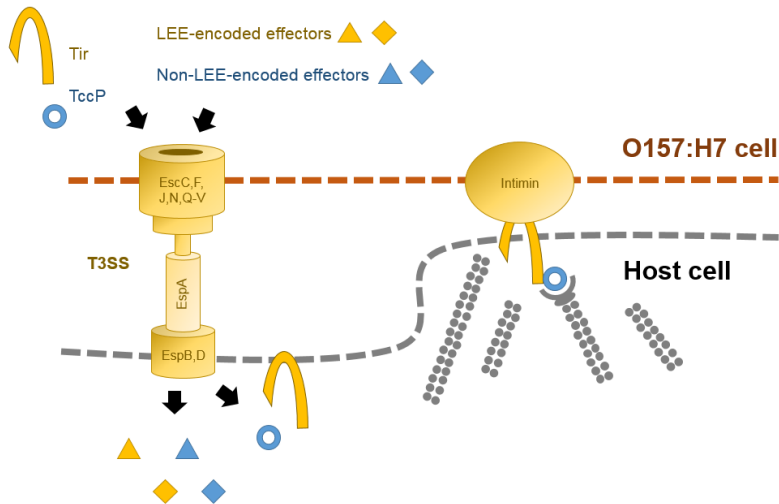 LEE-encoded effectors
Tir
Non-LEE-encoded effectors
TccP
O157:H7 cell
EscC,F,
J,N,Q-V
Intimin
T3SS
Host cell
EspA
EspB,D